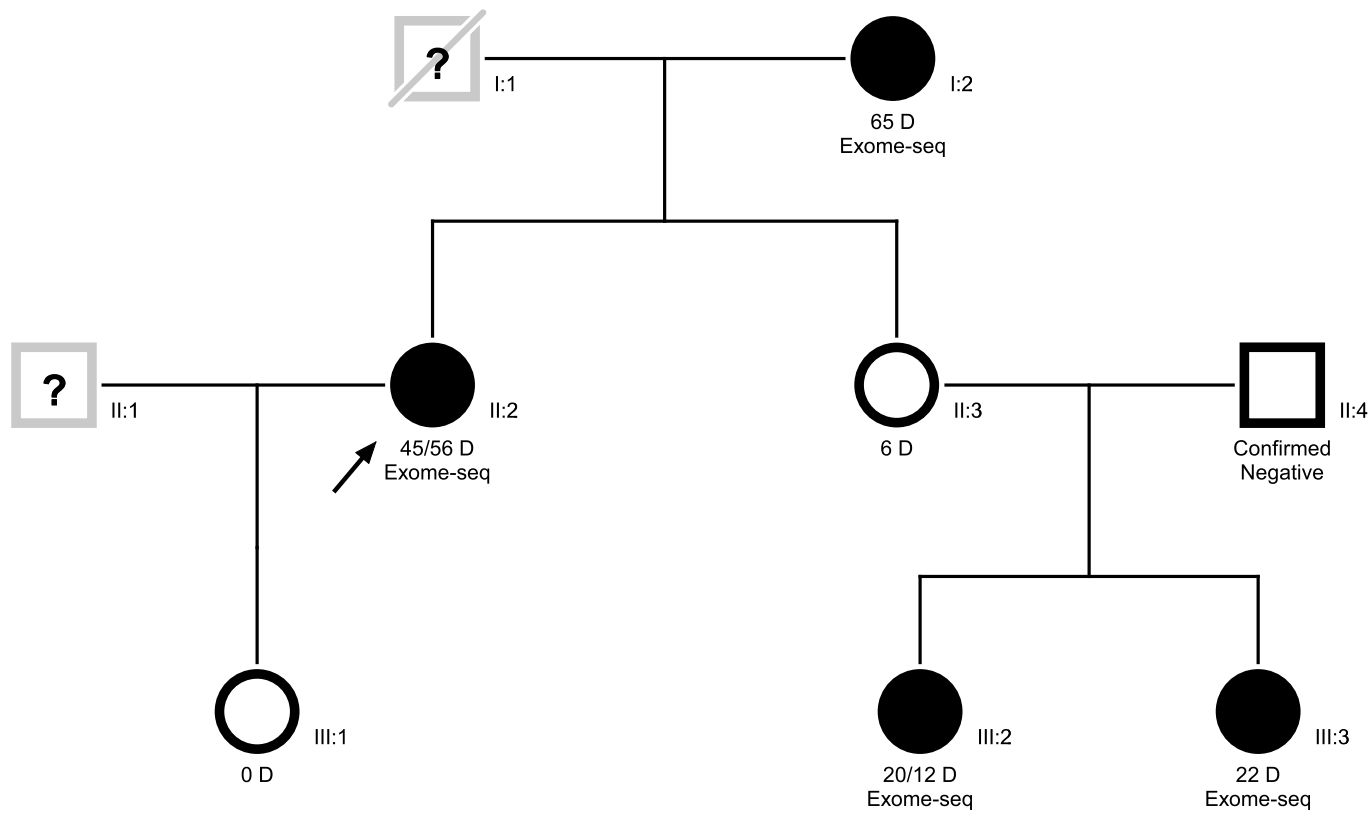 ?
I:1
I:2
65 D
Exome-seq
?
II:1
II:2
45/56 D
Exome-seq
II:3
6 D
II:4
Confirmed
Negative
III:1
0 D
III:2
20/12 D
Exome-seq
III:3
22 D
Exome-seq